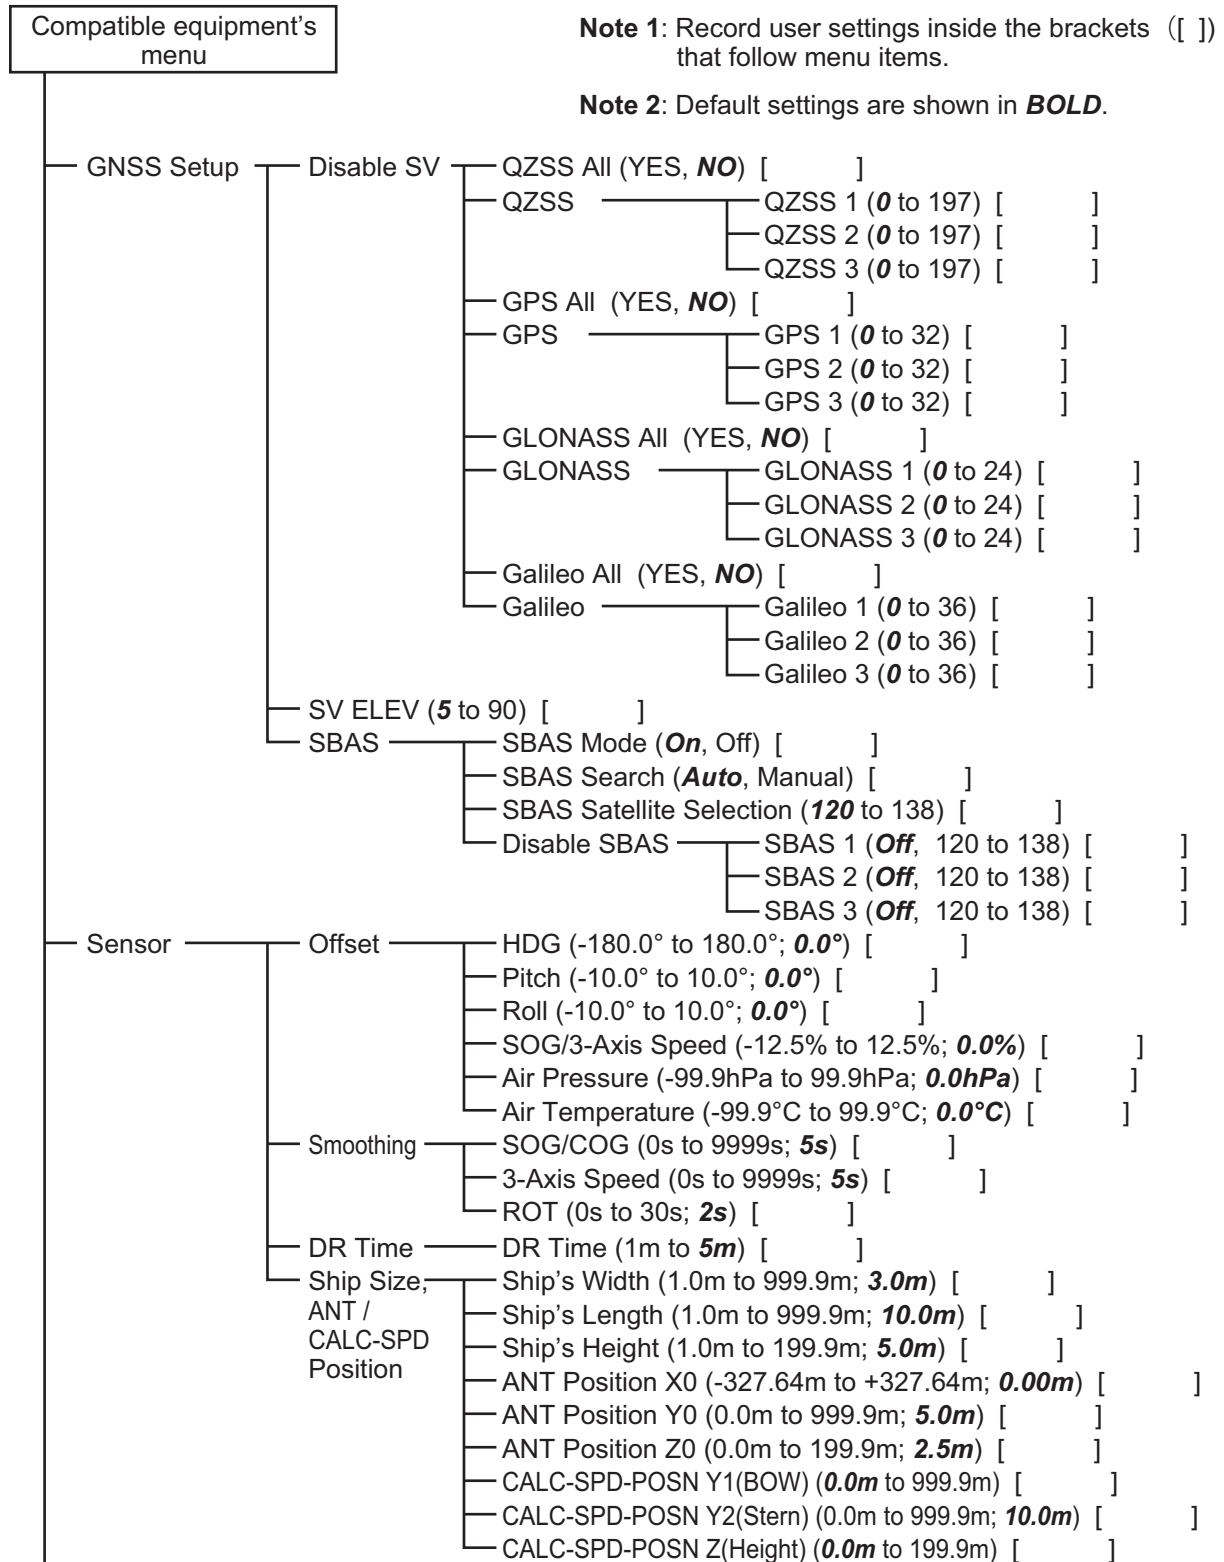 Compatible equipment's
menu
Note 1: Record user settings inside the brackets ([ ])
that follow menu items.
Note 2: Default settings are shown in BOLD.
GNSS Setup
Disable SV
QZSS All (YES, NO) [ ]
QZSS
QZSS 1 (0 to 197) [ ]
QZSS 2 (0 to 197) [ ]
QZSS 3 (0 to 197) [ ]
GPS All (YES, NO) [ ]
GPS
GPS 1 (0 to 32) [ ]
GPS 2 (0 to 32) [ ]
GPS 3 (0 to 32) [ ]
GLONASS All (YES, NO) [ ]
GLONASS
GLONASS 1 (0 to 24) [ ]
GLONASS 2 (0 to 24) [ ]
GLONASS 3 (0 to 24) [ ]
Galileo All (YES, NO) [ ]
Galileo
Galileo 1 (0 to 36) [ ]
Galileo 2 (0 to 36) [ ]
Galileo 3 (0 to 36) [ ]
SV ELEV (5 to 90) [ ]
SBAS
SBAS Mode (On, Off) [ ]
SBAS Search (Auto, Manual) [ ]
SBAS Satellite Selection (120 to 138) [ ]
Disable SBAS
SBAS 1 (Off, 120 to 138) [ ]
SBAS 2 (Off, 120 to 138) [ ]
SBAS 3 (Off, 120 to 138) [ ]
Sensor
Offset
HDG (-180.0° to 180.0°; 0.0°) [ ]
Pitch (-10.0° to 10.0°; 0.0°) [ ]
Roll (-10.0° to 10.0°; 0.0°) [ ]
SOG/3-Axis Speed (-12.5% to 12.5%; 0.0%) [ ]
Air Pressure (-99.9hPa to 99.9hPa; 0.0hPa) [ ]
Air Temperature (-99.9°C to 99.9°C; 0.0°C) [ ]
Smoothing
SOG/COG (0s to 9999s; 5s) [ ]
3-Axis Speed (0s to 9999s; 5s) [ ]
ROT (0s to 30s; 2s) [ ]
DR Time
DR Time (1m to 5m) [ ]
Ship Size,
ANT /
CALC-SPD
Position
Ship's Width (1.0m to 999.9m; 3.0m) [ ]
Ship's Length (1.0m to 999.9m; 10.0m) [ ]
Ship's Height (1.0m to 199.9m; 5.0m) [ ]
ANT Position X0 (-327.64m to +327.64m; 0.00m) [ ]
ANT Position Y0 (0.0m to 999.9m; 5.0m) [ ]
ANT Position Z0 (0.0m to 199.9m; 2.5m) [ ]
CALC-SPD-POSN Y1(BOW) (0.0m to 999.9m) [ ]
CALC-SPD-POSN Y2(Stern) (0.0m to 999.9m; 10.0m) [ ]
CALC-SPD-POSN Z(Height) (0.0m to 199.9m) [ ]